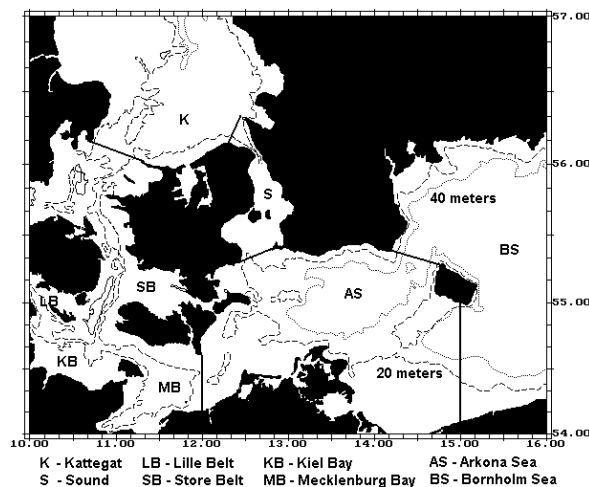 57.00
K
56.00
S
40 meters
BS
SB
AS
LB
55.00
KB
MB
20 meters
54.00
10.00 11.00 12.00 13.00 14.00 15.00 16.00
K - Kattegat LB - Lille Belt KB - Kiel Bay AS - Arkona Sea
S - Sound SB - Store Belt MB - Mecklenburg Bay BS - Bornholm Sea